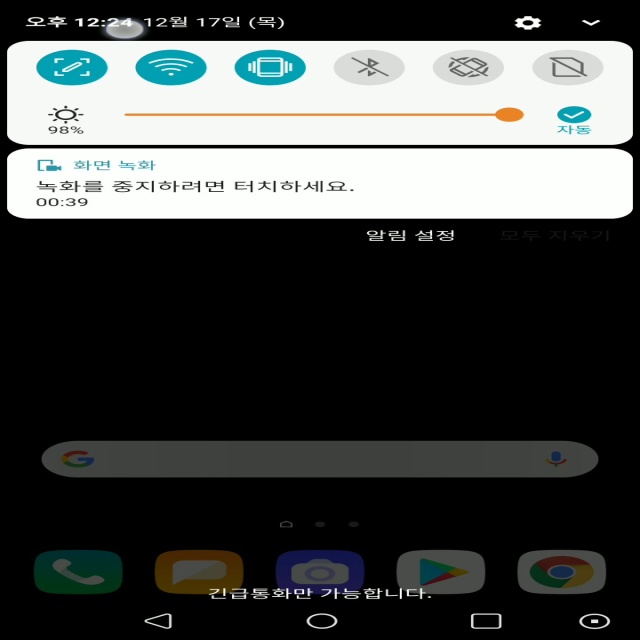 오후 12:24 12월 17일 (목)
98%
자동
화면 녹화
녹화를 중지하려면 터치하세요.
00:39
알림 설정 모두 지우기
긴급통화만 가능합니다.